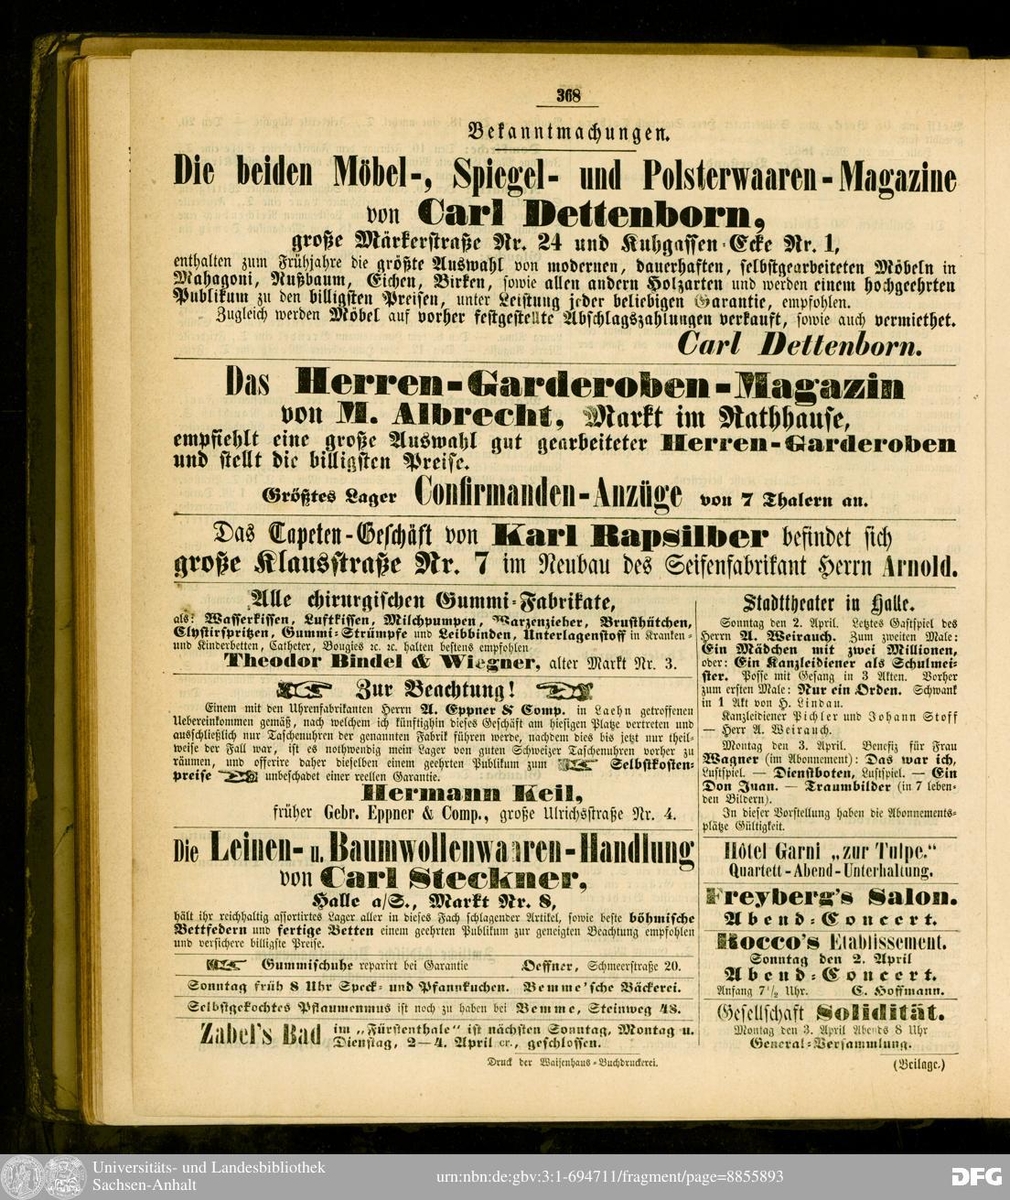 368
Bekanntmachungen.
Die beiden Möbel-, Spiegel- und Polsterwaaren-Magazine
von Carl Dettenborn,
große Märkerstraße Nr. 24 und Kuhgassen-Ecke Nr. 1,
enthalten zum Frühjahre die größte Auswahl von modernen, dauerhaften, selbstgearbeiteten Möbeln in
Mahagoni, Nußbaum, Eichen, Birken, sowie allen andern Holzarten und werden einem hochgeehrten
Publikum zu den billigsten Preisen, unter Leistung jeder beliebigen Garantie, empfohlen.
Zugleich werden Möbel auf vorher festgestellte Abschlagszahlungen verkauft, sowie auch vermiethet.
Carl Dettenborn.
Das Herren-Garderoben-Magazin
von M. Albrecht, Markt im Rathhause,
empfiehlt eine große Auswahl gut gearbeiteter Herren-Garderoben
und stellt die billigsten Preise.
Größtes Lager Confirmanden-Anzüge von 7 Thalern an.
Das Tapeten-Geschäft von Karl Rapsilber befindet sich
große Klausstraße Nr. 7 im Neubau des Seifenfabrikant Herrn Arnold.
Alle chirurgischen Gummi-Fabrikate,
als: Wasserkissen, Luftkissen, Milchpumpen, Warzenzieher, Brusthütchen,
Clystirspritzen, Gummi-Strümpfe und Leibbinden, Unterlagenstoff in Kranken-
und Kinderbetten, Catheter, Bougies ꝛc. ꝛc. halten bestens empfohlen
Theodor Bindel & Wiegner, alter Markt Nr. 3.
Zur Beachtung!
Einem mit den Uhrenfabrikanten Herrn A. Eppner & Comp. in Laehn getroffenen
Uebereinkommen gemäß, nach welchem ich künftighin dieses Geschäft am hiesigen Platze vertreten und
ausschließlich nur Taschenuhren der genannten Fabrik führen werde, nachdem dies bis jetzt nur theil-
weise der Fall war, ist es nothwendig mein Lager von guten Schweizer Taschenuhren vorher zu
räumen, und offerire daher dieselben einem geehrten Publikum zum Selbstkosten-
preise unbeschadet einer reellen Garantie.
Hermann Keil,
früher Gebr. Eppner & Comp., große Ulrichsstraße Nr. 4.
Die Leinen- u. Baumwollenwaaren-Handlung
von Carl Steckner,
Halle a/S., Markt Nr. 8,
hält ihr reichhaltig assortirtes Lager aller in dieses Fach schlagender Artikel, sowie beste böhmische
Bettfedern und fertige Betten einem geehrten Publikum zur geneigten Beachtung empfohlen
und versichere billigste Preise.
Gummischuhe reparirt bei Garantie Oeffner, Schmeerstraße 20.
Sonntag früh 8 Uhr Speck- und Pfannkuchen. Bemme'sche Bäckerei.
Selbstgekochtes Pflaumenmus ist noch zu haben bei Bemme, Steinweg 48.
Zabel's Bad im „Fürstenthale" ist nächsten Sonntag, Montag u.
Dienstag, 2—4. April cr., geschlossen.
Stadttheater in Halle.
Sonntag den 2. April. Letztes Gastspiel des
Herrn A. Weirauch. Zum zweiten Male:
Ein Mädchen mit zwei Millionen,
oder: Ein Kanzleidiener als Schulmei-
ster. Posse mit Gesang in 3 Akten. Vorher
zum ersten Male: Nur ein Orden. Schwank
in 1 Akt von H. Lindau.
Kanzleidiener Pichler und Johann Stoff
— Herr A. Weirauch.
Montag den 3. April. Benefiz für Frau
Wagner (im Abonnement): Das war ich,
Lustspiel. — Dienstboten, Lustspiel. — Ein
Don Juan. — Traumbilder (in 7 leben-
den Bildern).
In dieser Vorstellung haben die Abonnements-
plätze Gültigkeit.
Hôtel Garni „zur Tulpe."
Quartett-Abend-Unterhaltung.
Freyberg's Salon.
Abend-Concert.
Rocco's Etablissement.
Sonntag den 2. April
Abend-Concert.
Anfang 7½ Uhr. C. Hoffmann.
Gesellschaft Solidität.
Montag den 3. April Abends 8 Uhr
General-Versammlung.
Druck der Waisenhaus-Buchdruckerei.
(Beilage.)
Universitäts- und Landesbibliothek
Sachsen-Anhalt
urn:nbn:de:gbv:3:1-694711/fragment/page=8855893
DFG